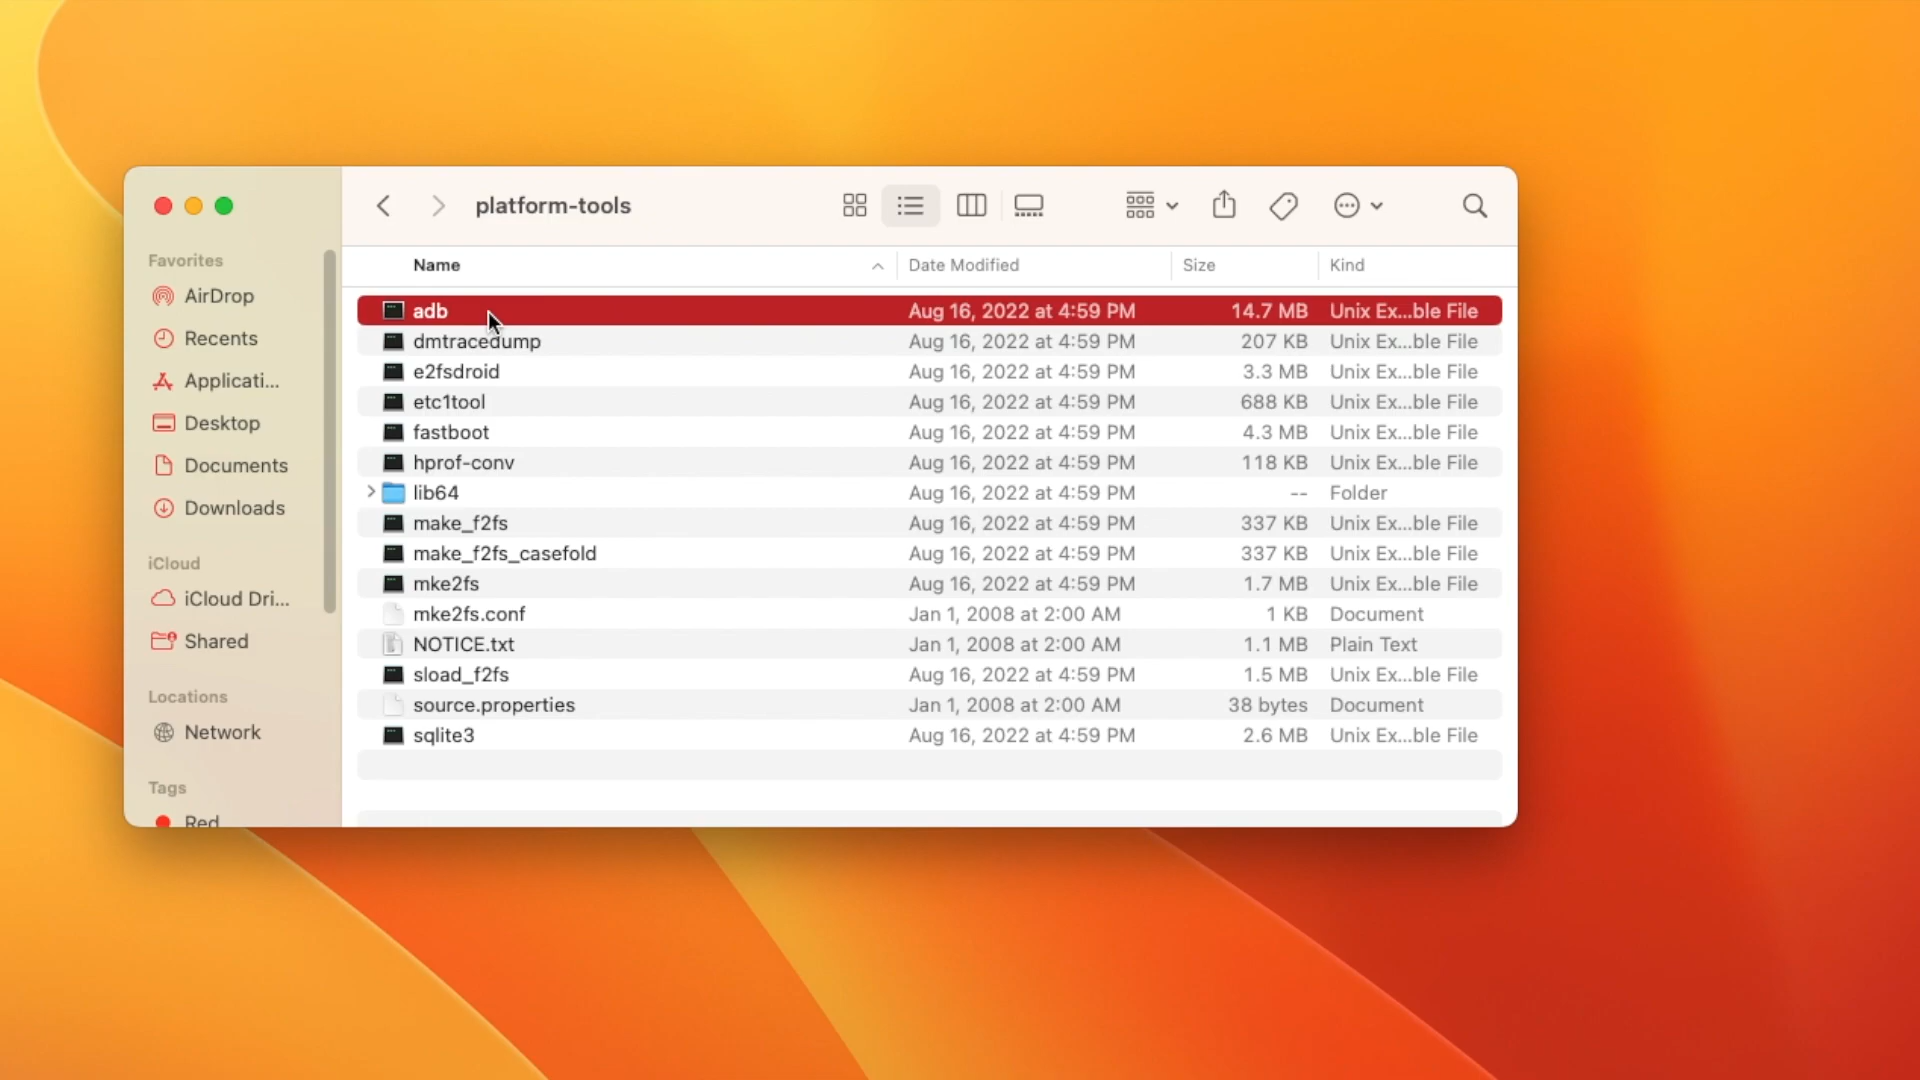 platform-tools
Favorites
AirDrop
Recents
Applicati...
Desktop
Documents
Downloads
iCloud
iCloud Dri...
Shared
Locations
Network
Tags
Red
Name Date Modified Size Kind
adb Aug 16, 2022 at 4:59 PM 14.7 MB Unix Ex...ble File
dmtracedump Aug 16, 2022 at 4:59 PM 207 KB Unix Ex...ble File
e2fsdroid Aug 16, 2022 at 4:59 PM 3.3 MB Unix Ex...ble File
etc1tool Aug 16, 2022 at 4:59 PM 688 KB Unix Ex...ble File
fastboot Aug 16, 2022 at 4:59 PM 4.3 MB Unix Ex...ble File
hprof-conv Aug 16, 2022 at 4:59 PM 118 KB Unix Ex...ble File
lib64 Aug 16, 2022 at 4:59 PM -- Folder
make_f2fs Aug 16, 2022 at 4:59 PM 337 KB Unix Ex...ble File
make_f2fs_casefold Aug 16, 2022 at 4:59 PM 337 KB Unix Ex...ble File
mke2fs Aug 16, 2022 at 4:59 PM 1.7 MB Unix Ex...ble File
mke2fs.conf Jan 1, 2008 at 2:00 AM 1 KB Document
NOTICE.txt Jan 1, 2008 at 2:00 AM 1.1 MB Plain Text
sload_f2fs Aug 16, 2022 at 4:59 PM 1.5 MB Unix Ex...ble File
source.properties Jan 1, 2008 at 2:00 AM 38 bytes Document
sqlite3 Aug 16, 2022 at 4:59 PM 2.6 MB Unix Ex...ble File